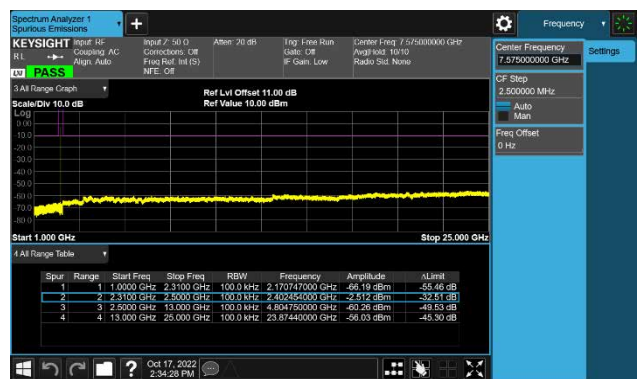 Spectrum Analyzer 1
Spurious Emissions
Frequency
KEYSIGHT
Input: RF
Input Z: 50 Ω
Atten: 20 dB
Trig: Free Run
Center Freq: 7.575000000 GHz
RL
Coupling: AC
Corrections: Off
Gate: Off
Avg|Hold: 10/10
Align: Auto
Freq Ref: Int (S)
IF Gain: Low
Radio Std: None
LXI
PASS
NFE: Off
Center Frequency
7.575000000 GHz
Settings
CF Step
2.500000 MHz
Auto
Man
Freq Offset
0 Hz
3 All Range Graph
Ref Lvl Offset 11.00 dB
Scale/Div 10.0 dB
Ref Value 10.00 dBm
Log
0.00
-10.0
-20.0
-30.0
-40.0
-50.0
-60.0
-70.0
-80.0
Start 1.000 GHz
Stop 25.000 GHz
4 All Range Table
Spur Range Start Freq Stop Freq RBW Frequency Amplitude ΔLimit
1 1 1.0000 GHz 2.3100 GHz 100.0 kHz 2.170747000 GHz -66.19 dBm -55.46 dB
2 2 2.3100 GHz 2.5000 GHz 100.0 kHz 2.402454000 GHz -2.512 dBm -32.51 dB
3 3 2.5000 GHz 13.000 GHz 100.0 kHz 4.804750000 GHz -60.26 dBm -49.53 dB
4 4 13.000 GHz 25.000 GHz 100.0 kHz 23.87440000 GHz -56.03 dBm -45.30 dB
Oct 17, 2022
2:34:28 PM